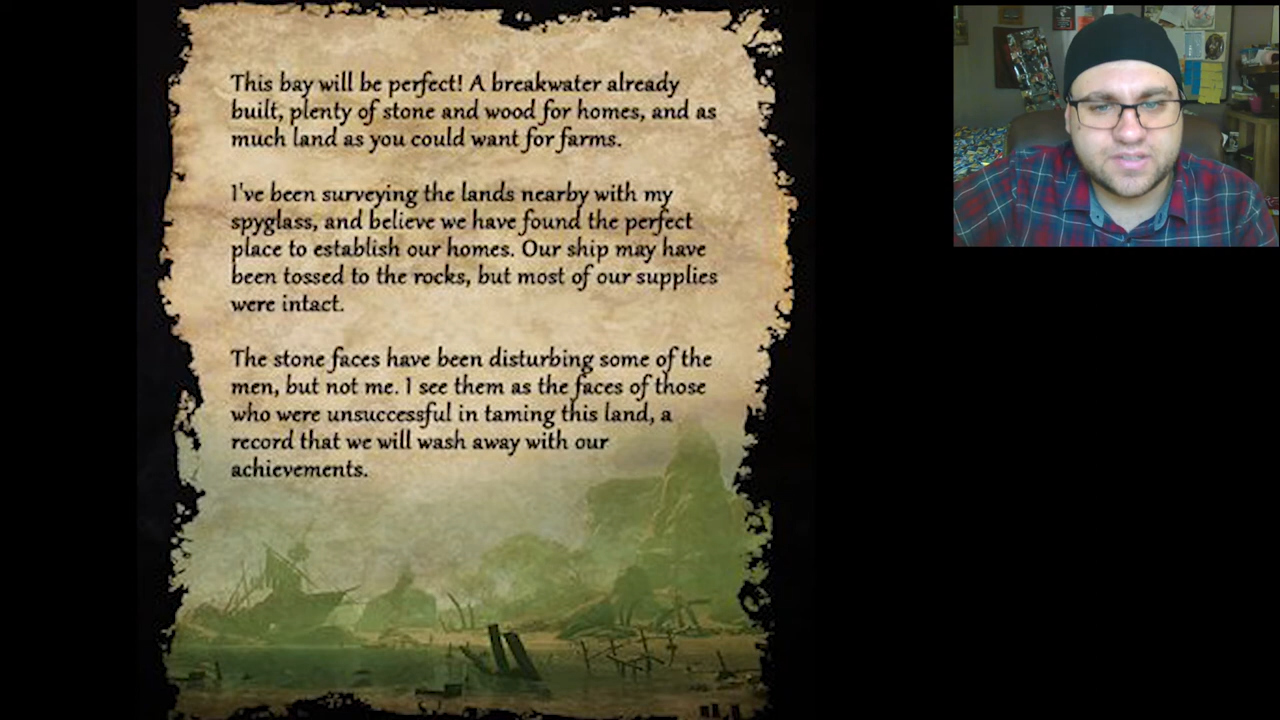 This bay will be perfect! A breakwater already
built, plenty of stone and wood for homes, and as
much land as you could want for farms.
I've been surveying the lands nearby with my
spyglass, and believe we have found the perfect
place to establish our homes. Our ship may have
been tossed to the rocks, but most of our supplies
were intact.
The stone faces have been disturbing some of the
men, but not me. I see them as the faces of those
who were unsuccessful in taming this land, a
record that we will wash away with our
achievements.